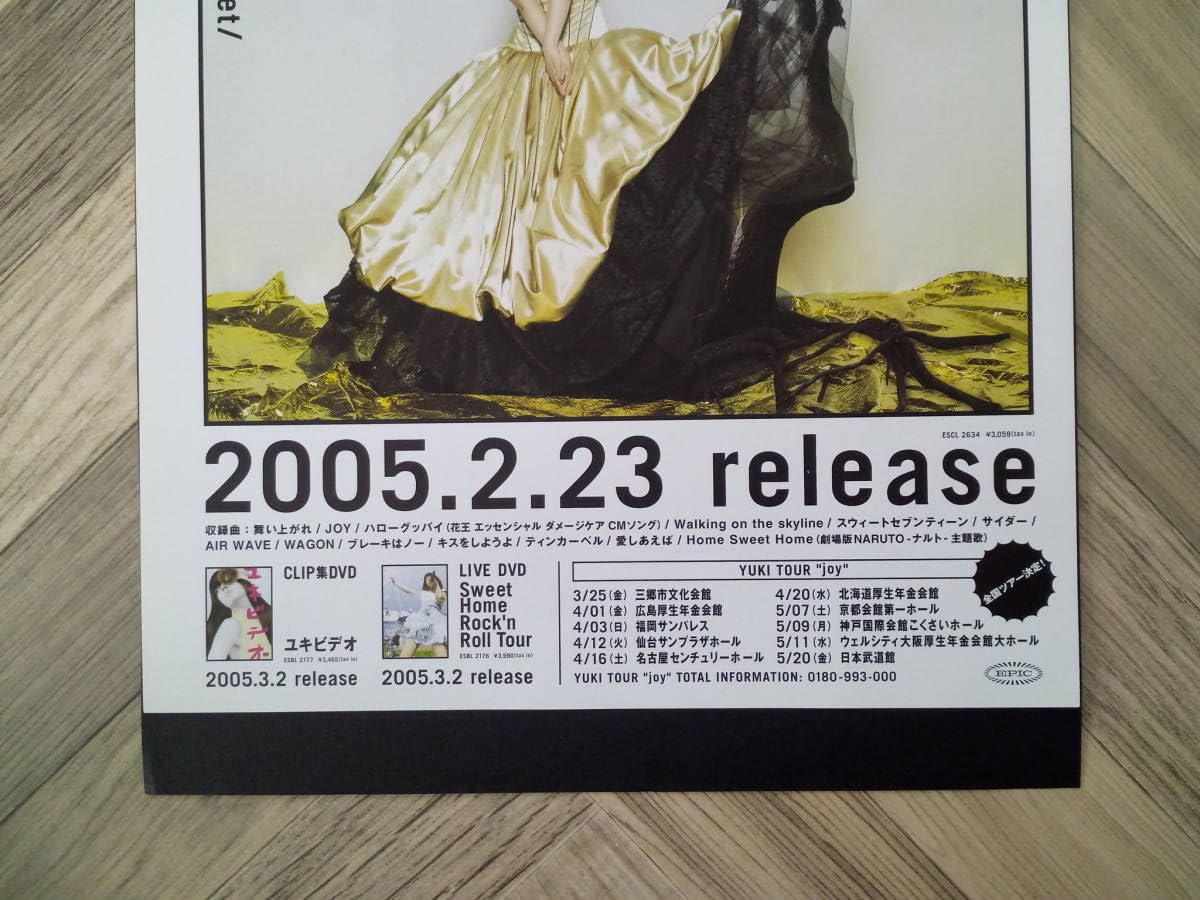 et/
ESCL 2634 ¥3,059(tax in)
2005.2.23 release
収録曲：舞い上がれ / JOY / ハローグッバイ（花王 エッセンシャル ダメージケア CMソング）/ Walking on the skyline / スウィートセブンティーン / サイダー /
AIR WAVE / WAGON / ブレーキはノー / キスをしようよ / ティンカーベル / 愛しあえば / Home Sweet Home（劇場版NARUTO-ナルト-主題歌）
ユキビデオ
CLIP集DVD
ユキビデオ
ESBL 2177 ¥3,465(tax in)
2005.3.2 release
LIVE DVD
Sweet
Home
Rock'n
Roll Tour
ESBL 2176 ¥3,990(tax in)
2005.3.2 release
YUKI TOUR "joy"
全国ツアー決定！
3/25（金）三郷市文化会館
4/01（金）広島厚生年金会館
4/03（日）福岡サンパレス
4/12（火）仙台サンプラザホール
4/16（土）名古屋センチュリーホール
4/20（水）北海道厚生年金会館
5/07（土）京都会館第一ホール
5/09（月）神戸国際会館こくさいホール
5/11（水）ウェルシティ大阪厚生年金会館大ホール
5/20（金）日本武道館
YUKI TOUR "joy" TOTAL INFORMATION: 0180-993-000
EPIC